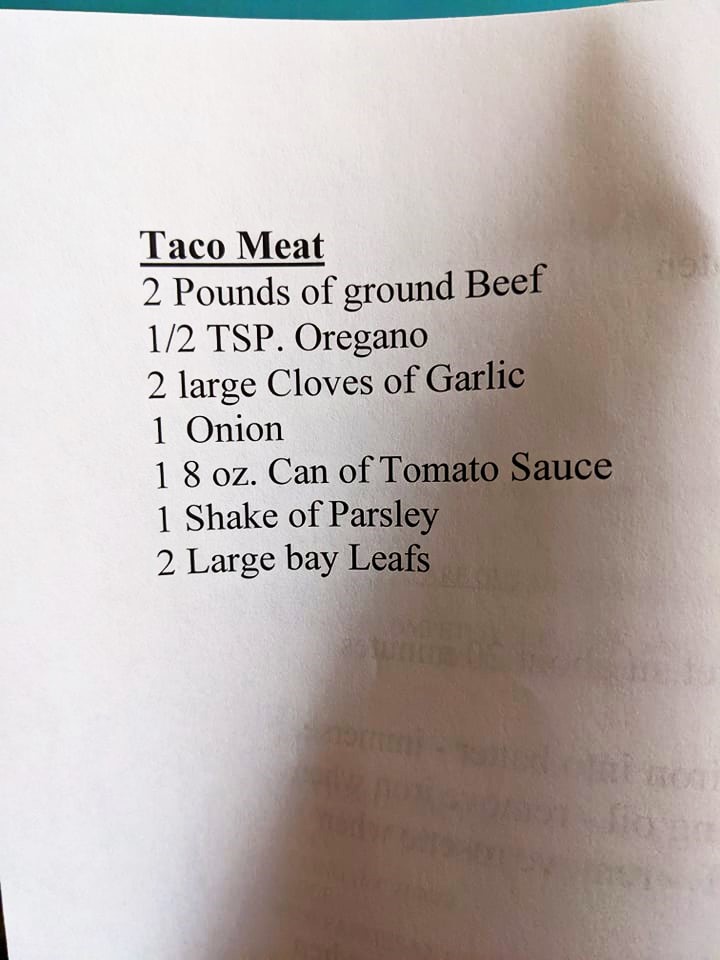 Taco Meat
2 Pounds of ground Beef
1/2 TSP. Oregano
2 large Cloves of Garlic
1 Onion
1 8 oz. Can of Tomato Sauce
1 Shake of Parsley
2 Large bay Leafs